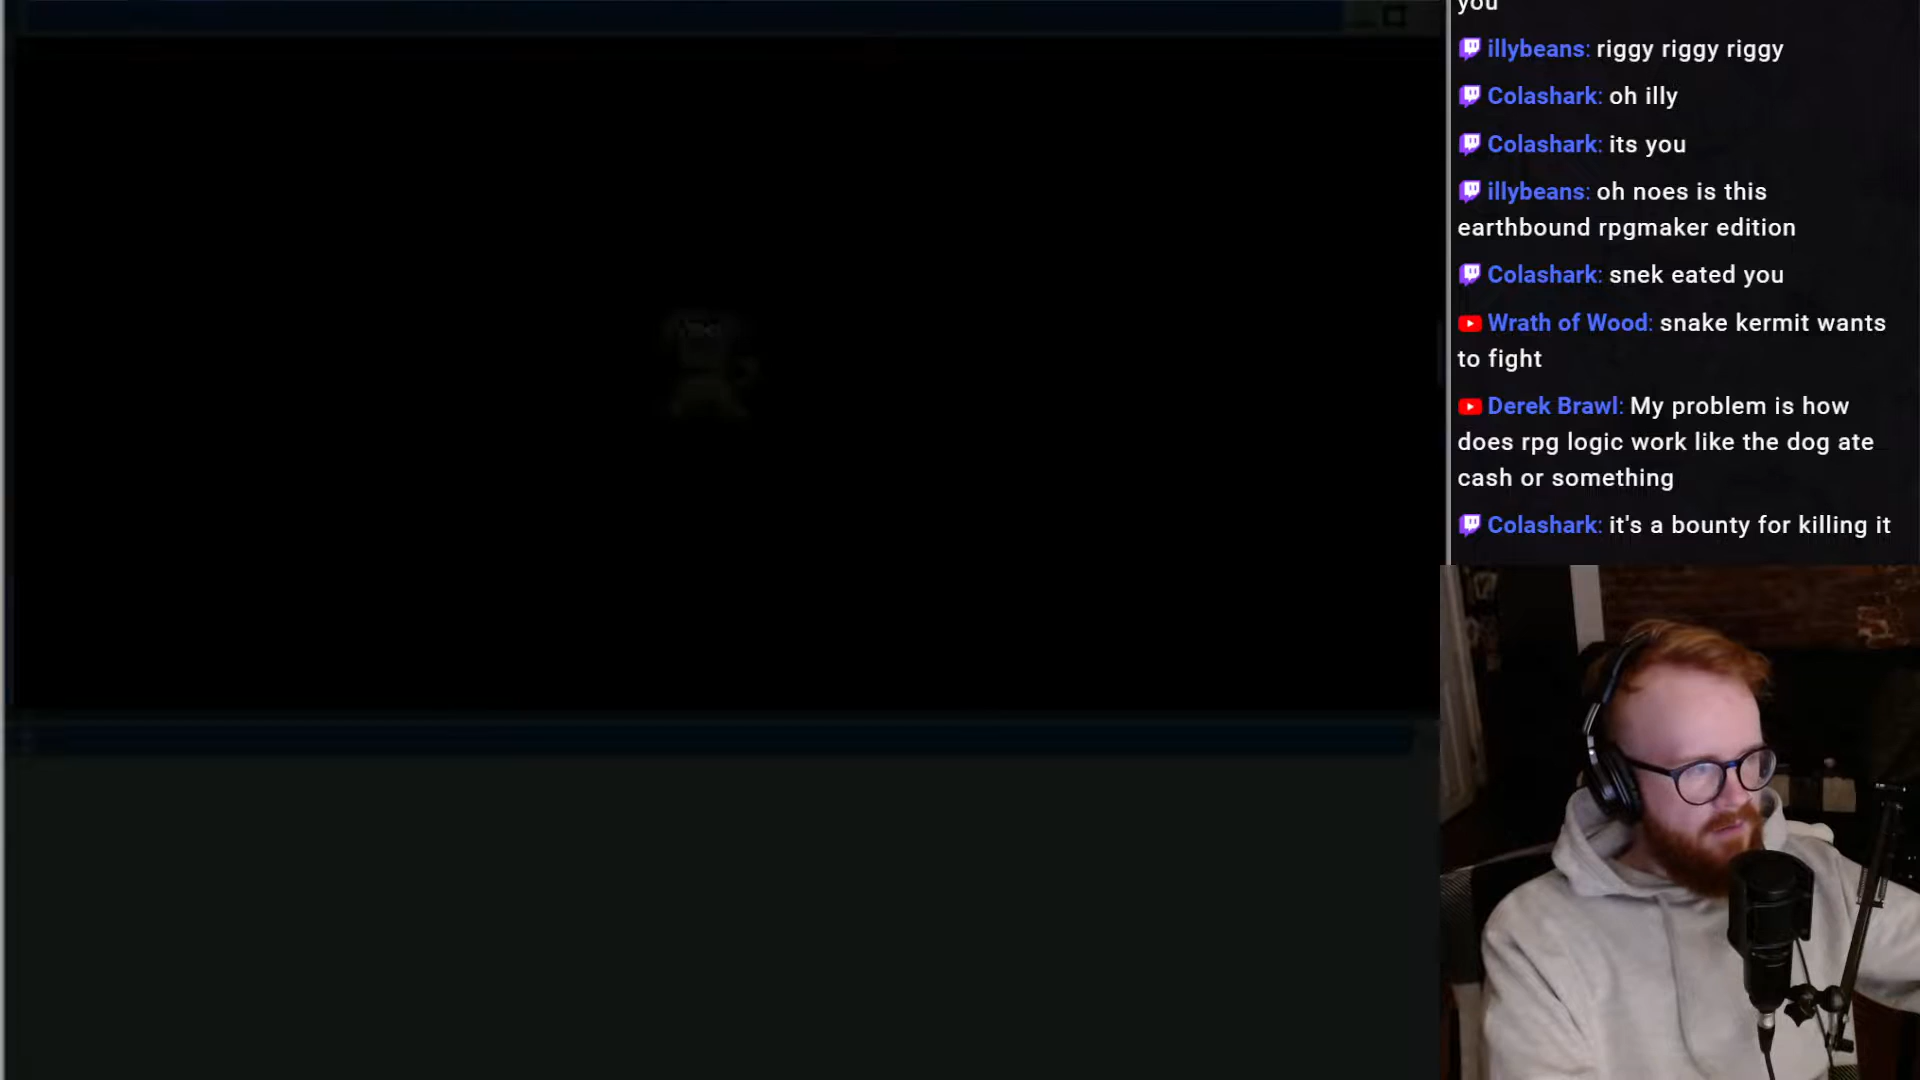 you
illybeans: riggy riggy riggy
Colashark: oh illy
Colashark: its you
illybeans: oh noes is this
earthbound rpgmaker edition
Colashark: snek eated you
Wrath of Wood: snake kermit wants
to fight
Derek Brawl: My problem is how
does rpg logic work like the dog ate
cash or something
Colashark: it's a bounty for killing it